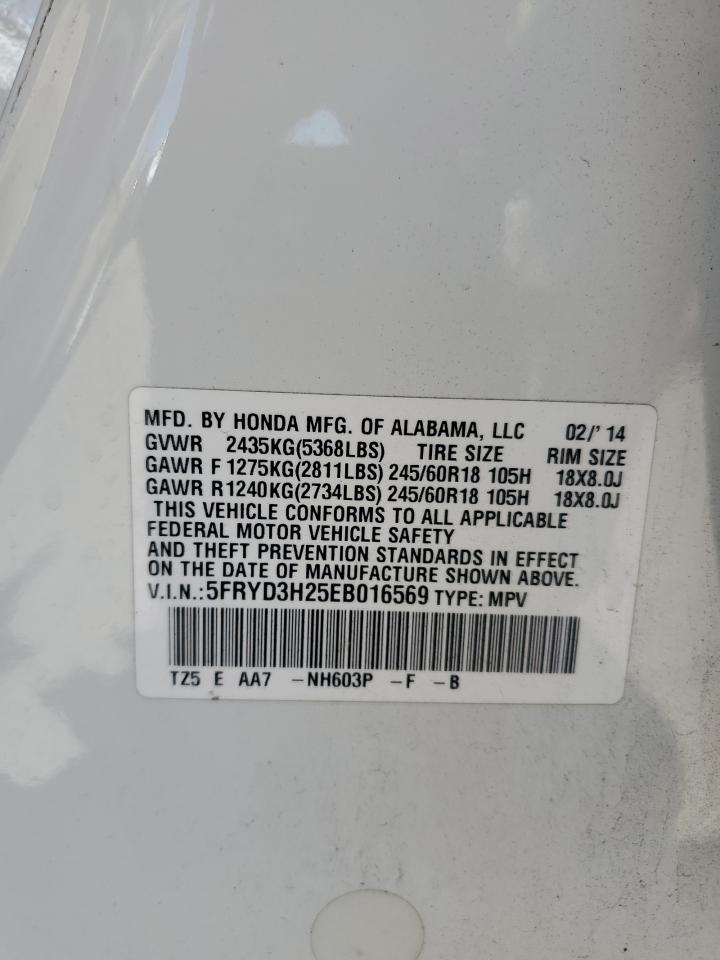 MFD. BY HONDA MFG. OF ALABAMA, LLC 02/'14
GVWR 2435KG(5368LBS) TIRE SIZE RIM SIZE
GAWR F 1275KG(2811LBS) 245/60R18 105H 18X8.0J
GAWR R1240KG(2734LBS) 245/60R18 105H 18X8.0J
THIS VEHICLE CONFORMS TO ALL APPLICABLE
FEDERAL MOTOR VEHICLE SAFETY
AND THEFT PREVENTION STANDARDS IN EFFECT
ON THE DATE OF MANUFACTURE SHOWN ABOVE.
V.I.N.:5FRYD3H25EB016569 TYPE: MPV
TZ5 E AA7 -NH603P -F -B